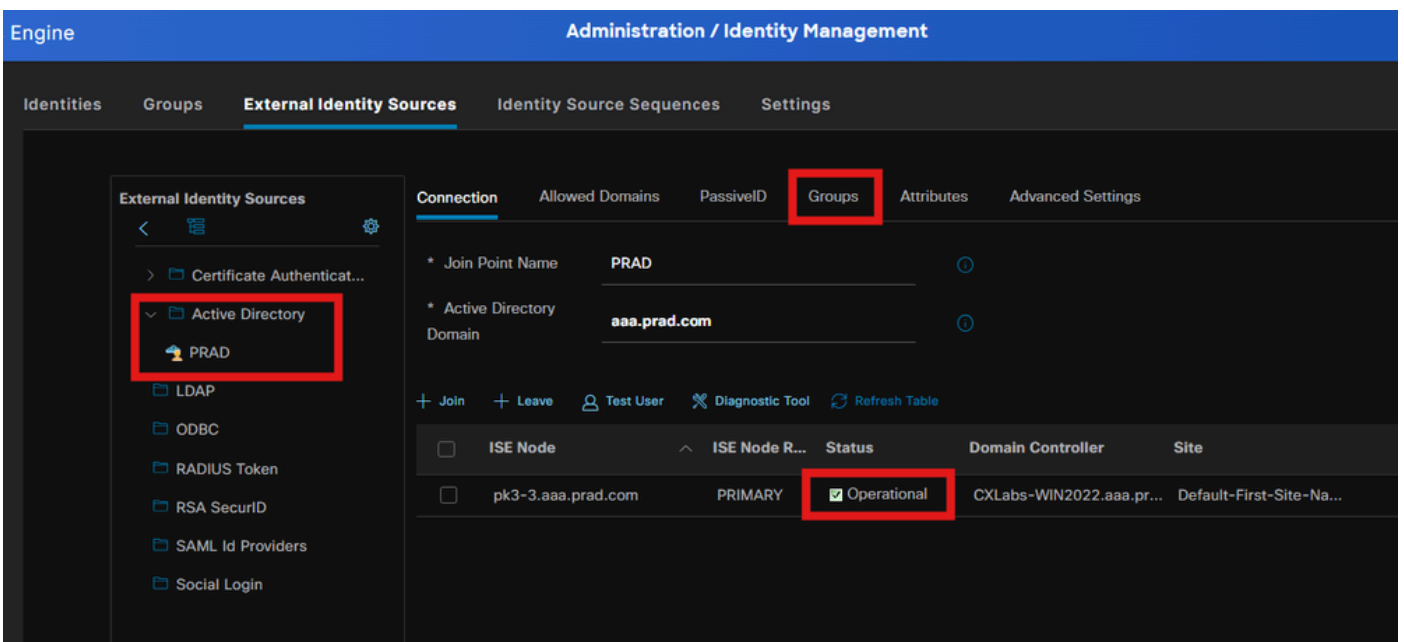 Engine
Administration / Identity Management
Identities Groups External Identity Sources Identity Source Sequences Settings
External Identity Sources
Certificate Authenticat...
Active Directory
PRAD
LDAP
ODBC
RADIUS Token
RSA SecurID
SAML Id Providers
Social Login
Connection Allowed Domains PassiveID Groups Attributes Advanced Settings
* Join Point Name PRAD
* Active Directory
Domain
aaa.prad.com
+ Join + Leave Test User Diagnostic Tool Refresh Table
ISE Node ISE Node R... Status Domain Controller Site
pk3-3.aaa.prad.com PRIMARY Operational CXLabs-WIN2022.aaa.pr... Default-First-Site-Na...